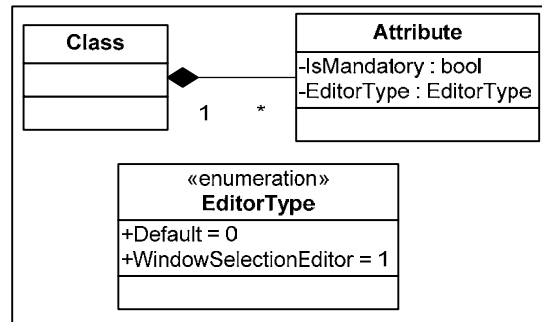 Class
Attribute
-IsMandatory : bool
-EditorType : EditorType
1
*
«enumeration»
EditorType
+Default = 0
+WindowSelectionEditor = 1